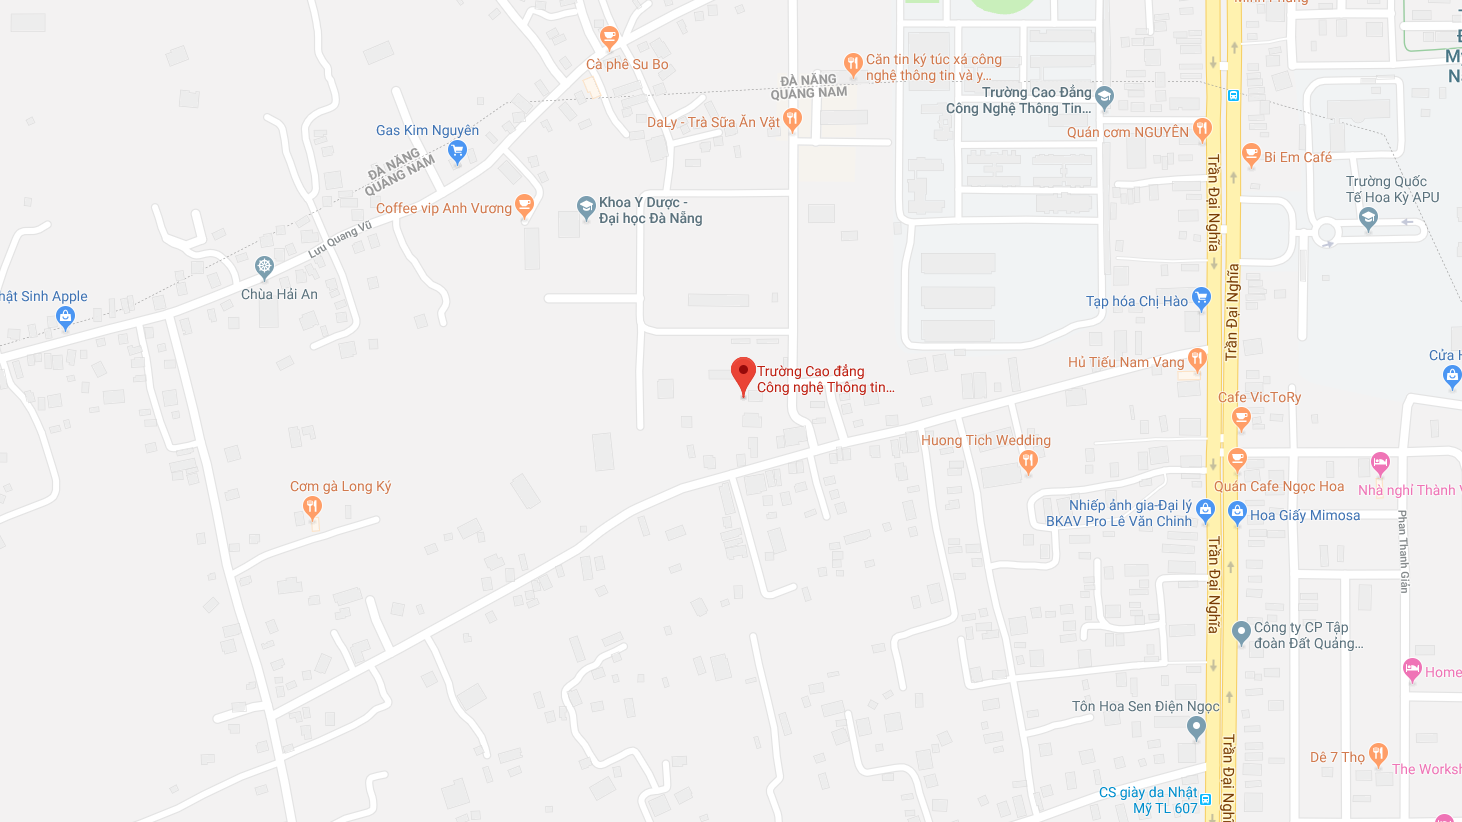 Minh Phung
Cà phê Su Bo
Căn tin ký túc xá công
nghệ thông tin và y…
ĐÀ NẴNG
QUẢNG NAM
Trường Cao Đẳng
Công Nghệ Thông Tin…
DaLy - Trà Sữa Ăn Vặt
Quán cơm NGUYÊN
Gas Kim Nguyên
ĐÀ NẴNG
QUẢNG NAM
Bi Em Café
Trường Quốc
Tế Hoa Kỳ APU
Coffee vip Anh Vương
Khoa Y Dược -
Đại học Đà Nẵng
Trần Đại Nghĩa
Lưu Quang Vũ
Chùa Hải An
hật Sinh Apple
Tạp hóa Chị Hào
Trần Đại Nghĩa
Hủ Tiếu Nam Vang
Cửa H
Trường Cao đẳng
Công nghệ Thông tin…
Cafe VicToRy
Huong Tich Wedding
Cơm gà Long Ký
Quán Cafe Ngọc Hoa
Nhà nghỉ Thành V
Nhiếp ảnh gia-Đại lý
BKAV Pro Lê Văn Chinh
Hoa Giấy Mimosa
Phan Thanh Giản
Trần Đại Nghĩa
Công ty CP Tập
đoàn Đất Quảng…
Home
Tôn Hoa Sen Điện Ngọc
Dê 7 Thọ
The Worksh
Trần Đại Nghĩ
CS giày da Nhật
Mỹ TL 607